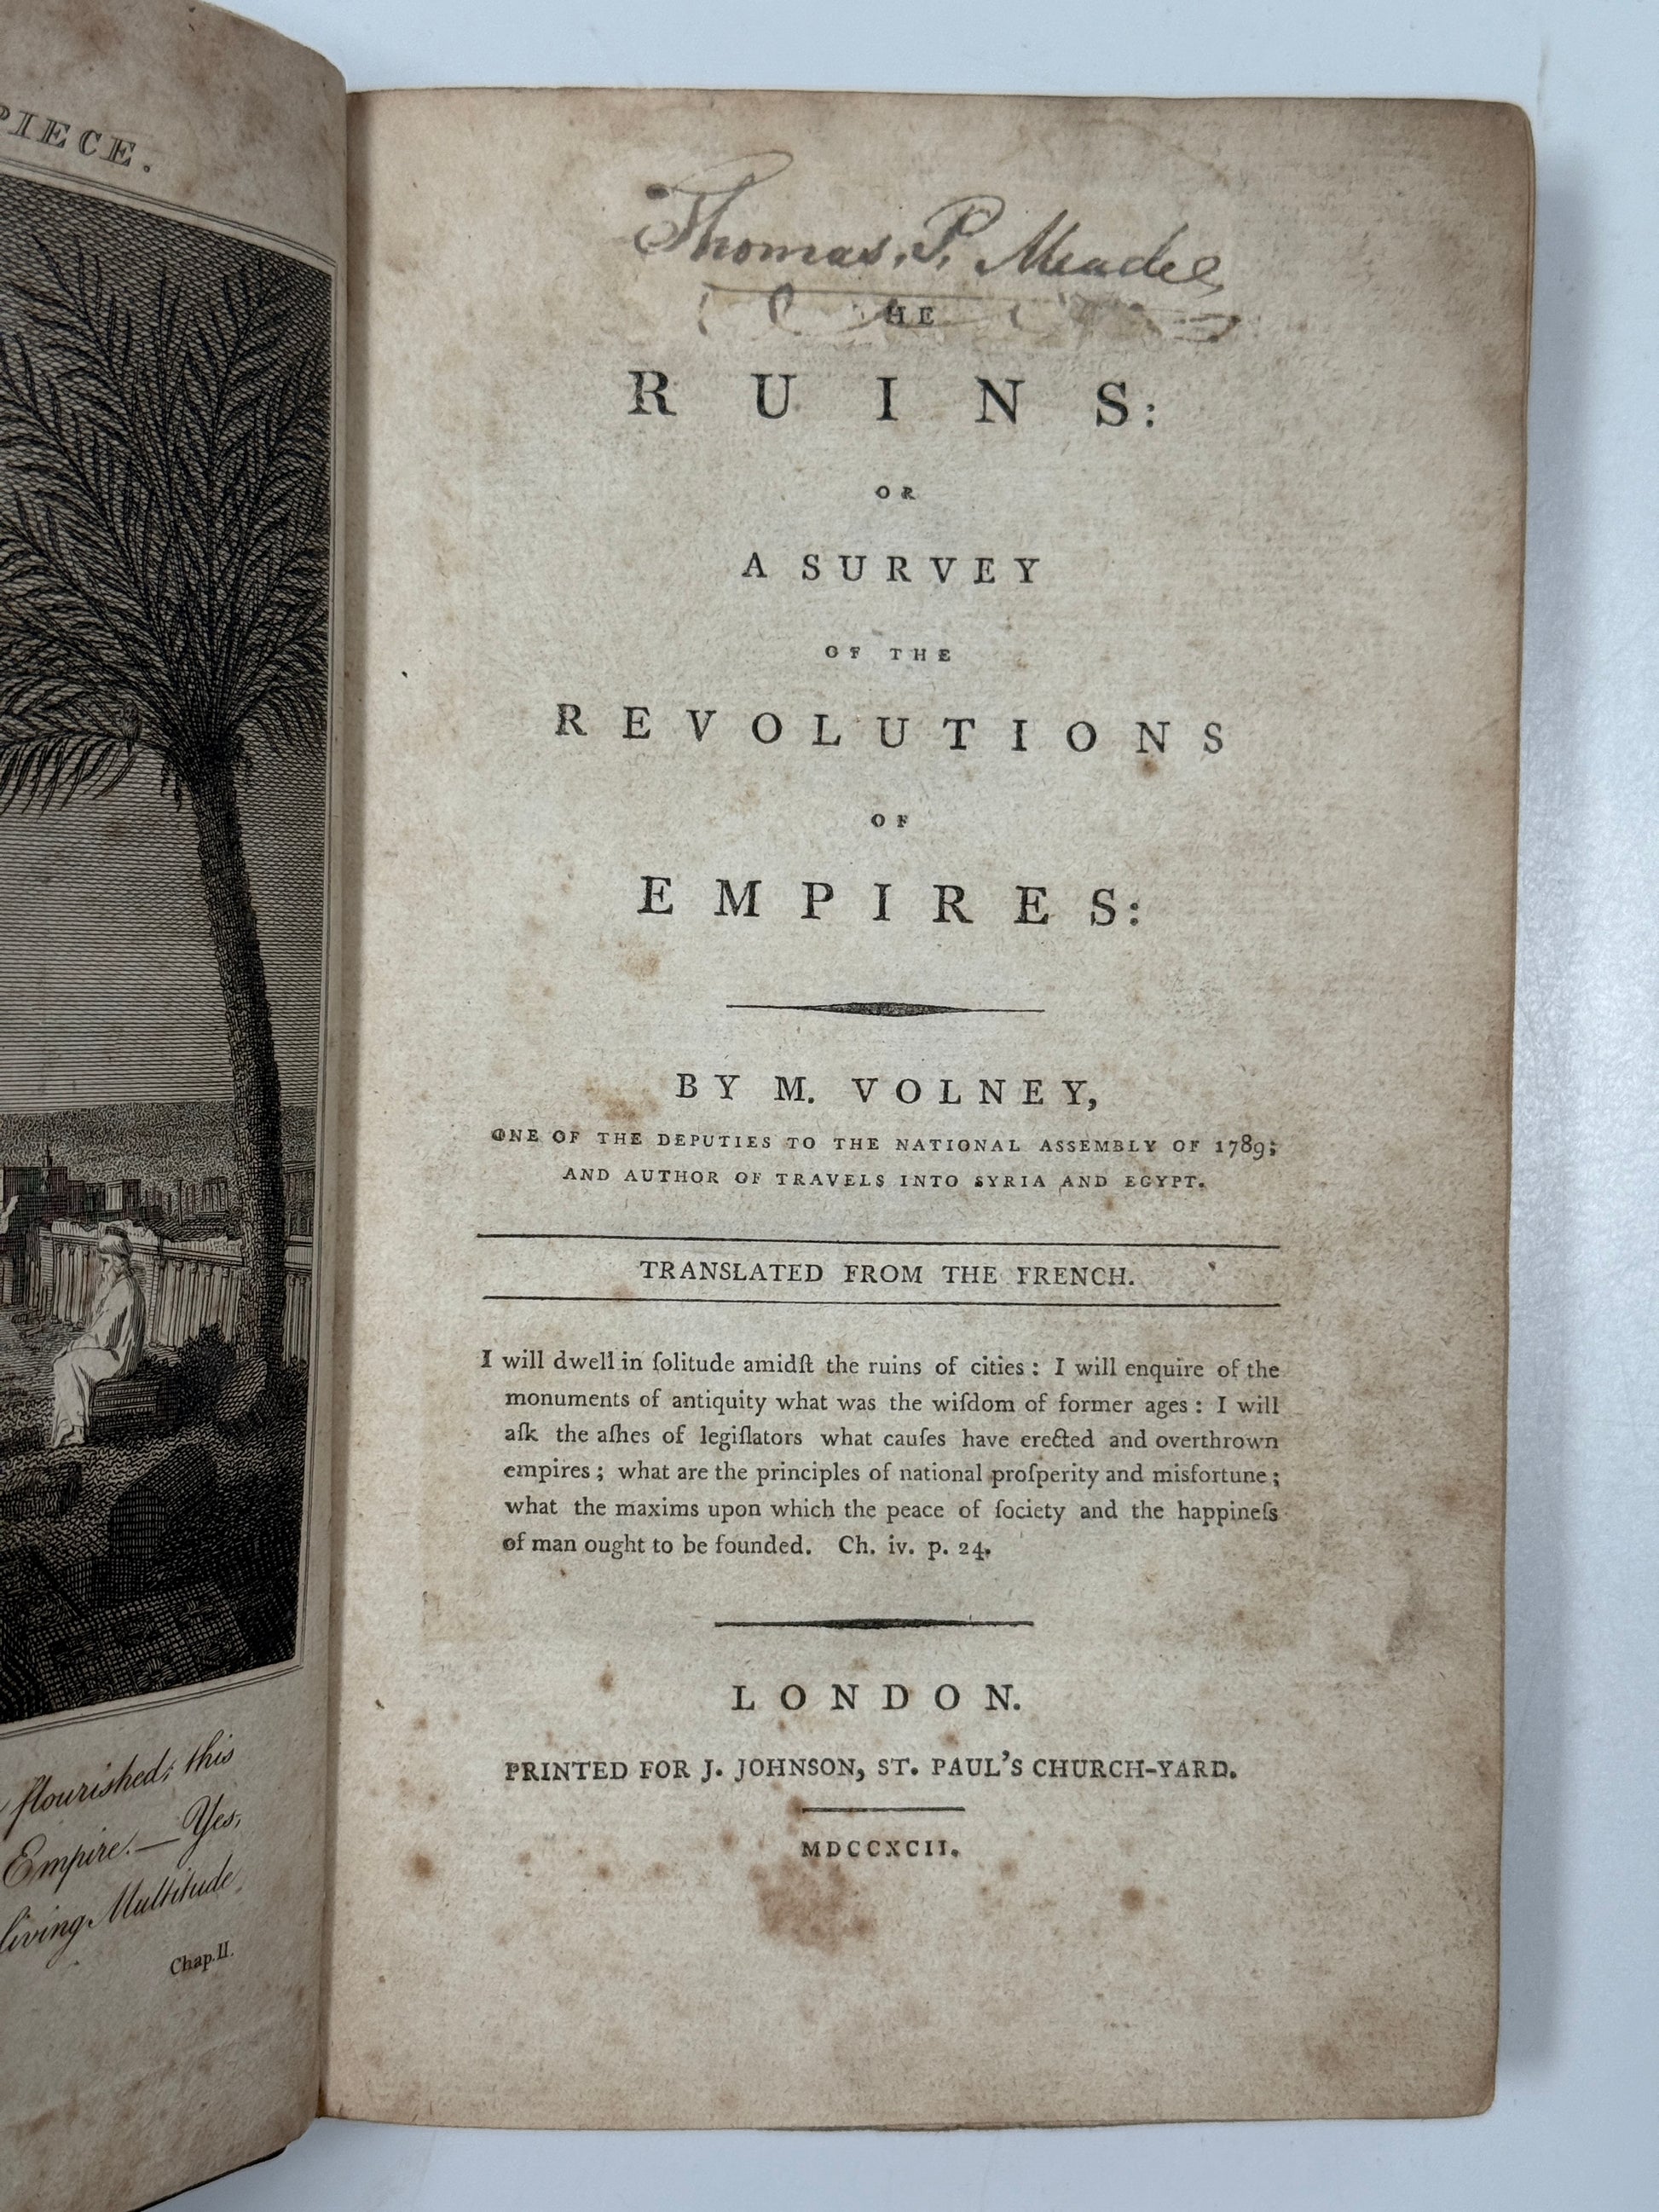 PIECE.
flourished; this
Empire. — Yes,
living Multitude
Chap. II.
Thomas. P.
HE
RUINS:
OR
A SURVEY
OF THE
REVOLUTIONS
OF
EMPIRES:
BY M. VOLNEY,
ONE OF THE DEPUTIES TO THE NATIONAL ASSEMBLY OF 1789;
AND AUTHOR OF TRAVELS INTO SYRIA AND EGYPT.
TRANSLATED FROM THE FRENCH.
I will dwell in ſolitude amidſt the ruins of cities : I will enquire of the
monuments of antiquity what was the wiſdom of former ages : I will
aſk the aſhes of legiſlators what cauſes have erected and overthrown
empires ; what are the principles of national proſperity and misfortune ;
what the maxims upon which the peace of ſociety and the happineſs
of man ought to be founded. Ch. iv. p. 24.
LONDON.
PRINTED FOR J. JOHNSON, ST. PAUL'S CHURCH-YARD.
MDCCXCII.